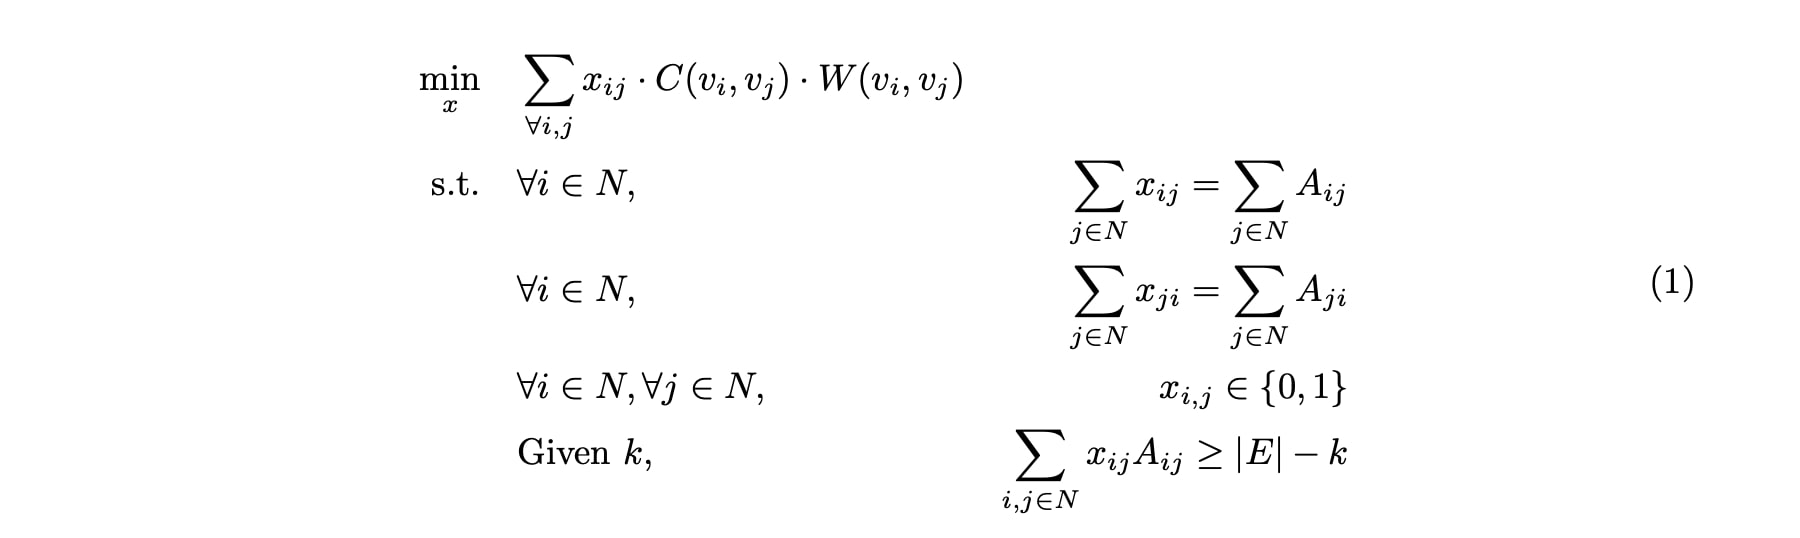 min_x ∑_{∀i,j} x_{ij} · C(v_i, v_j) · W(v_i, v_j)
s.t. ∀i ∈ N, ∑_{j∈N} x_{ij} = ∑_{j∈N} A_{ij}
∀i ∈ N, ∑_{j∈N} x_{ji} = ∑_{j∈N} A_{ji} (1)
∀i ∈ N, ∀j ∈ N, x_{i,j} ∈ {0, 1}
Given k, ∑_{i,j∈N} x_{ij}A_{ij} ≥ |E| − k